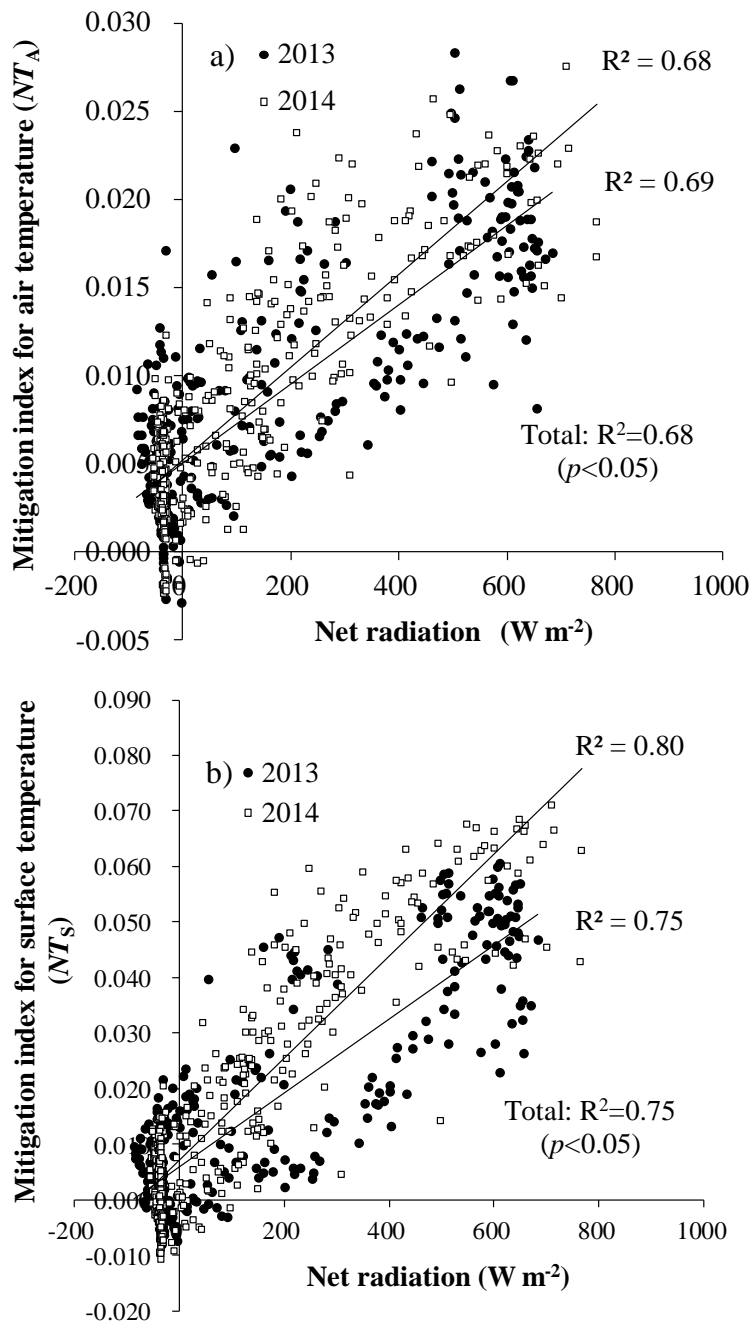 0.030
a) ● 2013
□ 2014
R² = 0.68
R² = 0.69
0.025
0.020
0.015
0.010
0.005
0.000
-0.005
Mitigation index for air temperature (NTA)
Total: R²=0.68
(p<0.05)
-200
0
200
400
600
800
1000
Net radiation (W m-2)
0.090
0.080
0.070
0.060
0.050
0.040
0.030
0.020
0.010
0.000
-0.010
-0.020
b) ● 2013
□ 2014
R² = 0.80
R² = 0.75
Mitigation index for surface temperature
(NTS)
Total: R²=0.75
(p<0.05)
-200
0
200
400
600
800
1000
Net radiation (W m-2)